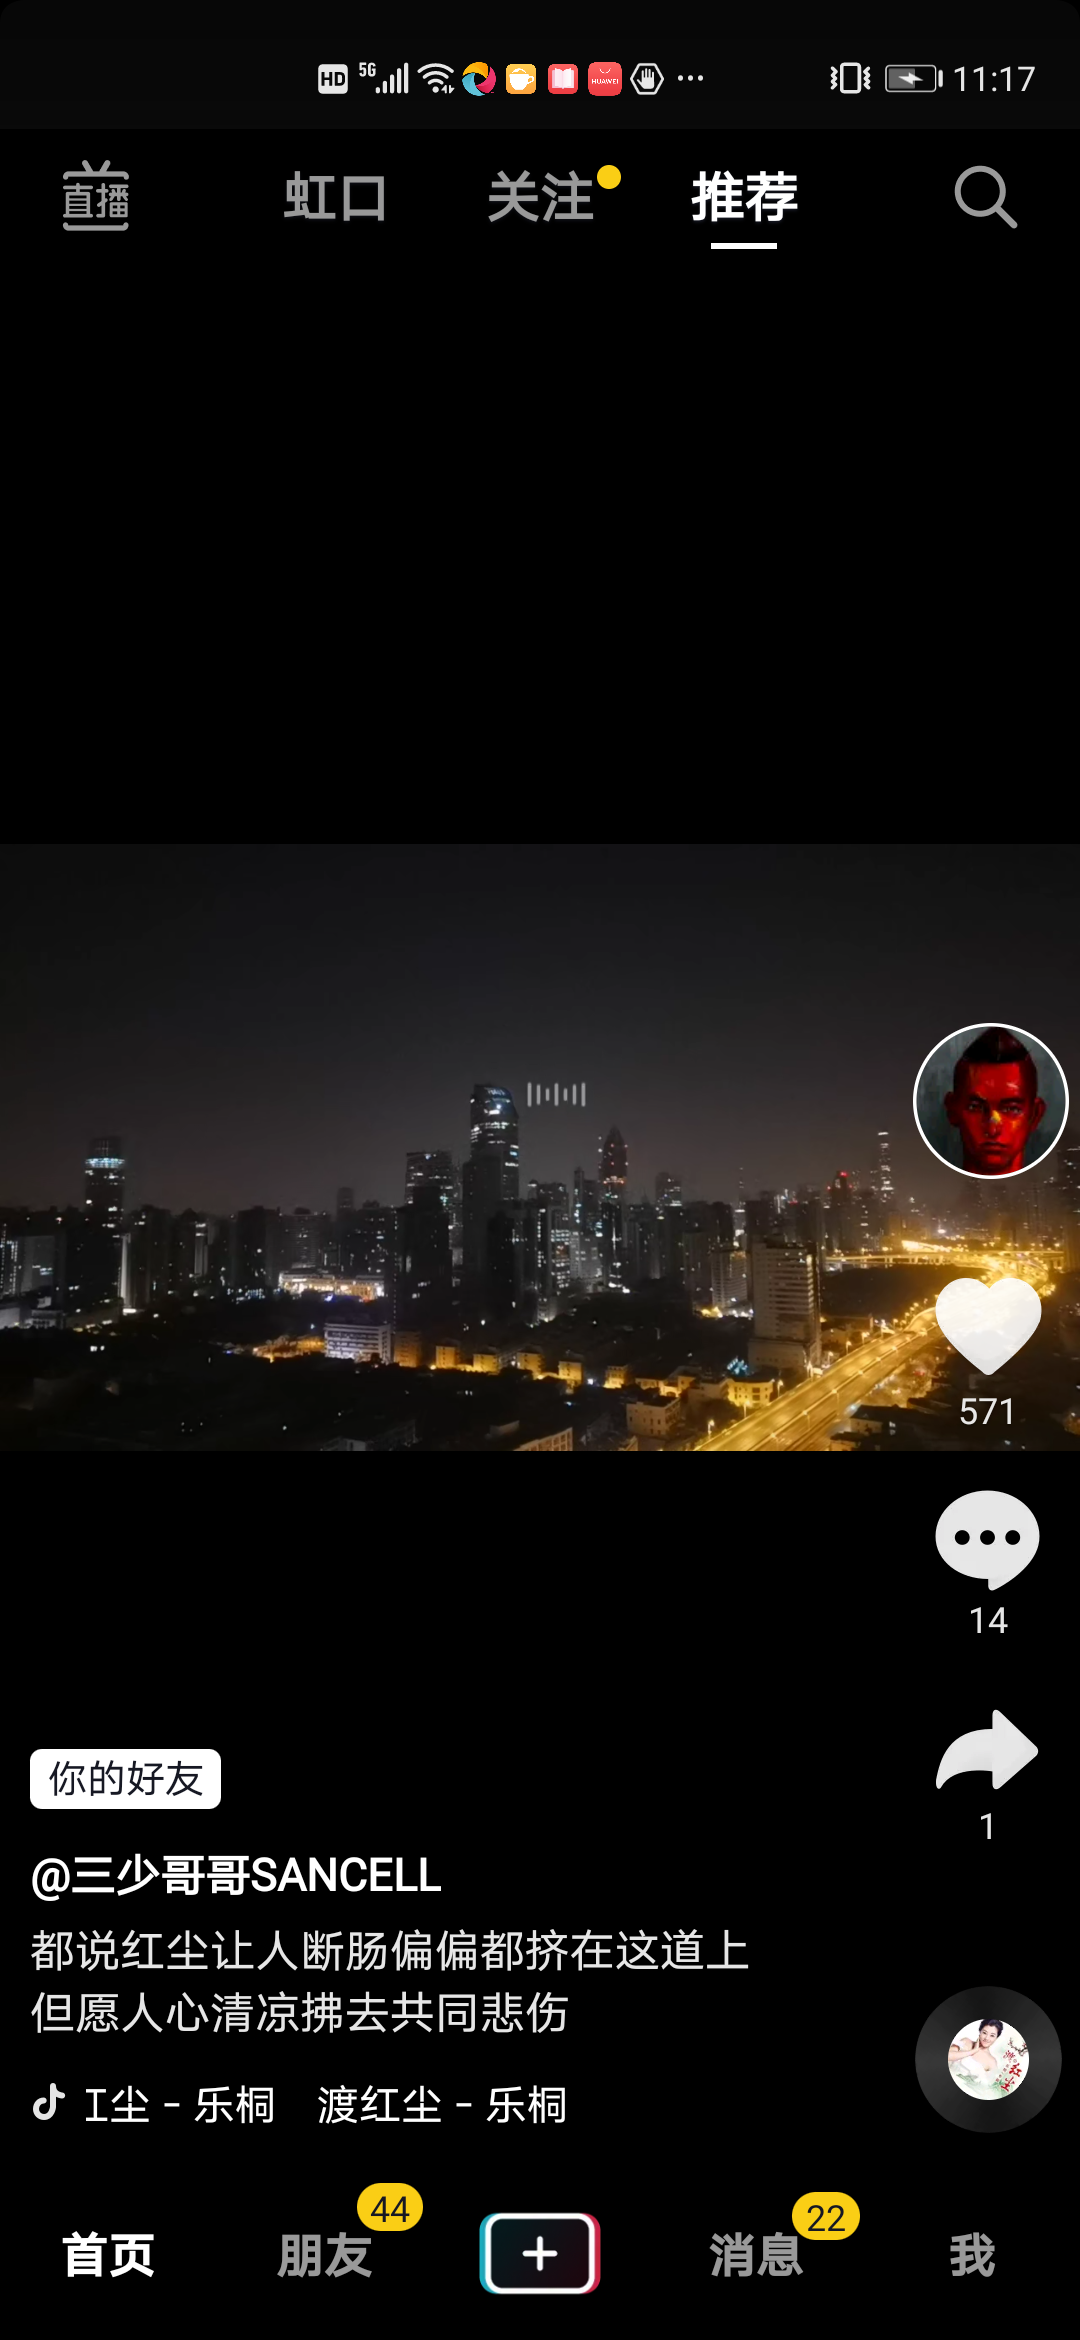 HD 5G HUAWEI 11:17
直播 虹口 关注 推荐
571
14
1
你的好友
@三少哥哥SANCELL
都说红尘让人断肠偏偏都挤在这道上
但愿人心清凉拂去共同悲伤
尘 - 乐桐 渡红尘 - 乐桐
首页 朋友 44 消息 22 我